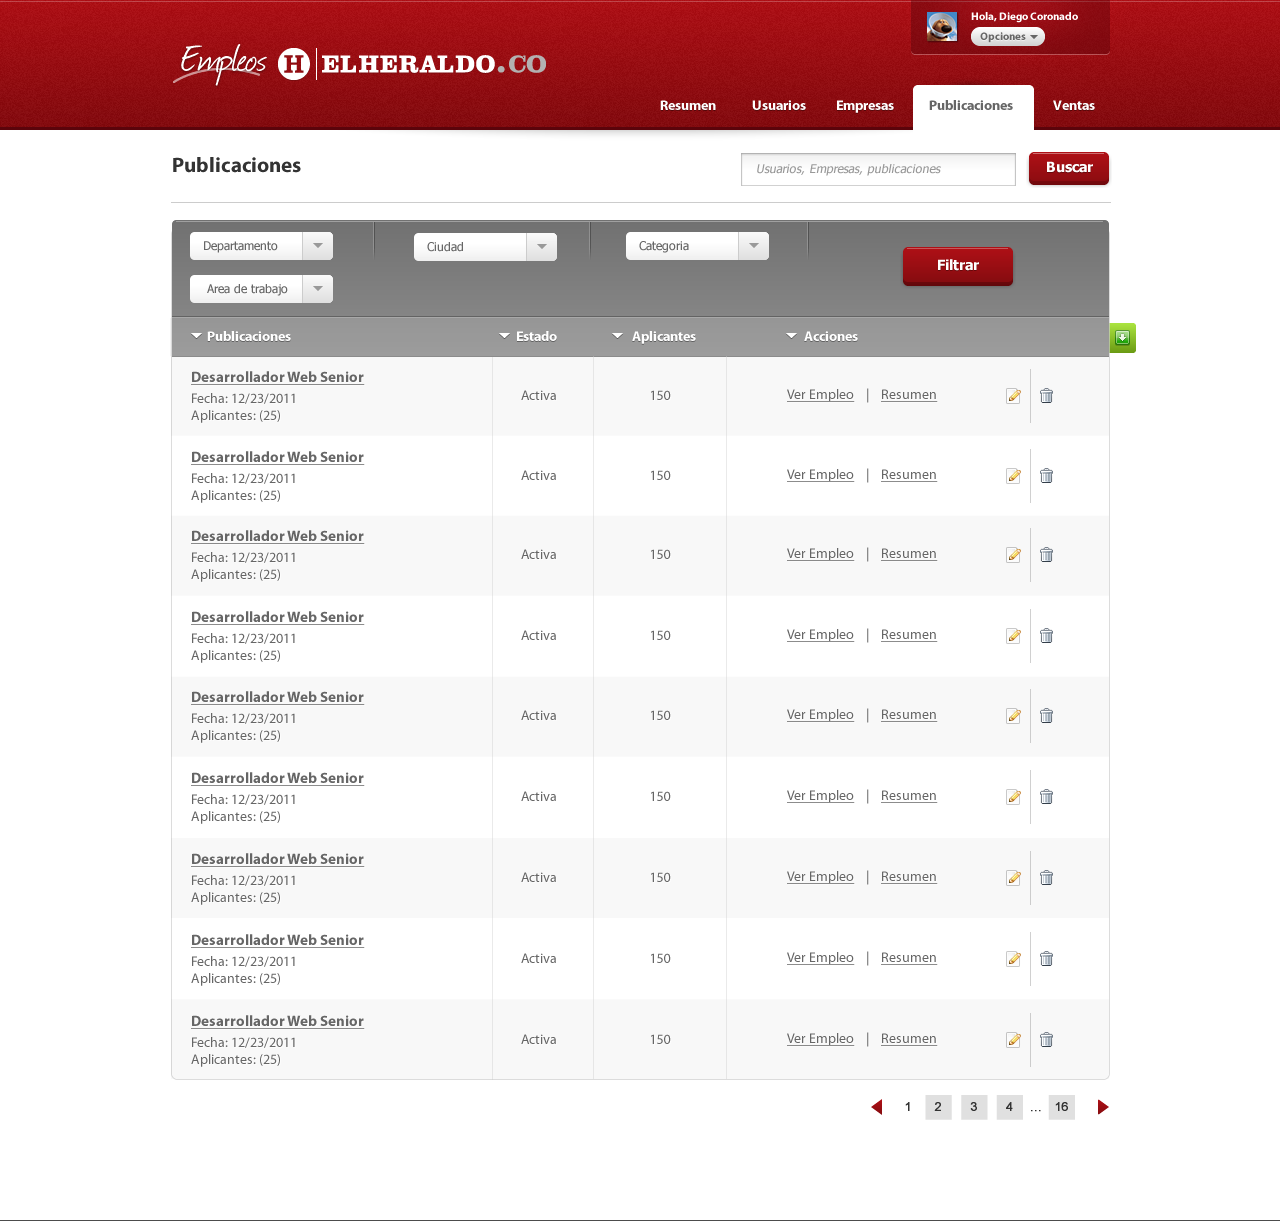 Hola, Diego Coronado
Opciones
Empleos H ELHERALDO.CO
Resumen Usuarios Empresas Publicaciones Ventas
Publicaciones Usuarios, Empresas, publicaciones Buscar
Departamento Ciudad Categoria Filtrar
Area de trabajo
Publicaciones Estado Aplicantes Acciones
Desarrollador Web Senior
Fecha: 12/23/2011 Activa 150 Ver Empleo | Resumen
Aplicantes: (25)
Desarrollador Web Senior
Fecha: 12/23/2011 Activa 150 Ver Empleo | Resumen
Aplicantes: (25)
Desarrollador Web Senior
Fecha: 12/23/2011 Activa 150 Ver Empleo | Resumen
Aplicantes: (25)
Desarrollador Web Senior
Fecha: 12/23/2011 Activa 150 Ver Empleo | Resumen
Aplicantes: (25)
Desarrollador Web Senior
Fecha: 12/23/2011 Activa 150 Ver Empleo | Resumen
Aplicantes: (25)
Desarrollador Web Senior
Fecha: 12/23/2011 Activa 150 Ver Empleo | Resumen
Aplicantes: (25)
Desarrollador Web Senior
Fecha: 12/23/2011 Activa 150 Ver Empleo | Resumen
Aplicantes: (25)
Desarrollador Web Senior
Fecha: 12/23/2011 Activa 150 Ver Empleo | Resumen
Aplicantes: (25)
Desarrollador Web Senior
Fecha: 12/23/2011 Activa 150 Ver Empleo | Resumen
Aplicantes: (25)
1 2 3 4 ... 16